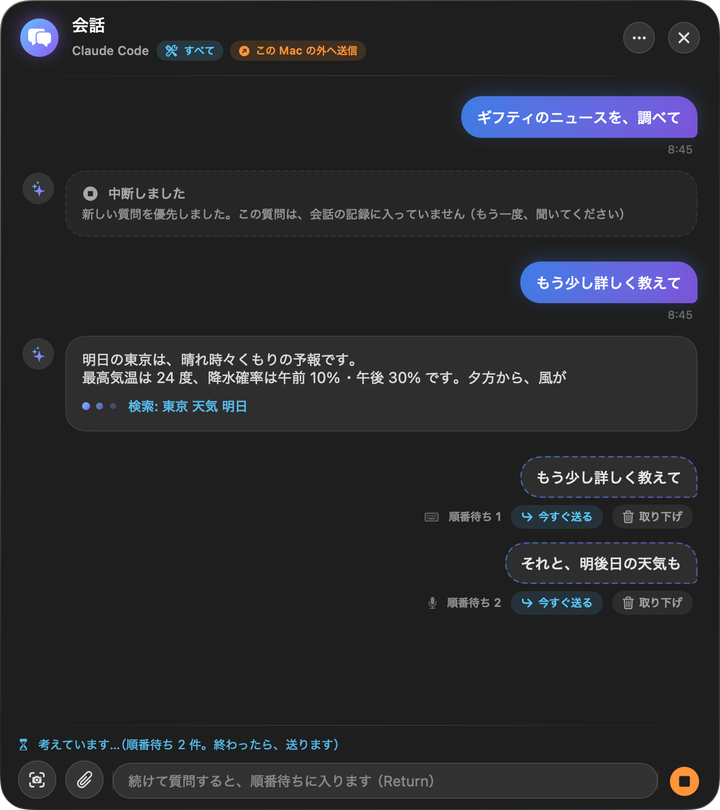 会話
Claude Code
すべて
この Mac の外へ送信
ギフティのニュースを、調べて
8:45
中断しました
新しい質問を優先しました。この質問は、会話の記録に入っていません（もう一度、聞いてください）
もう少し詳しく教えて
8:45
明日の東京は、晴れ時々くもりの予報です。
最高気温は 24 度、降水確率は午前 10%・午後 30% です。夕方から、風が
検索: 東京 天気 明日
もう少し詳しく教えて
順番待ち 1 今すぐ送る 取り下げ
それと、明後日の天気も
順番待ち 2 今すぐ送る 取り下げ
考えています…（順番待ち 2 件。終わったら、送ります）
続けて質問すると、順番待ちに入ります（Return）